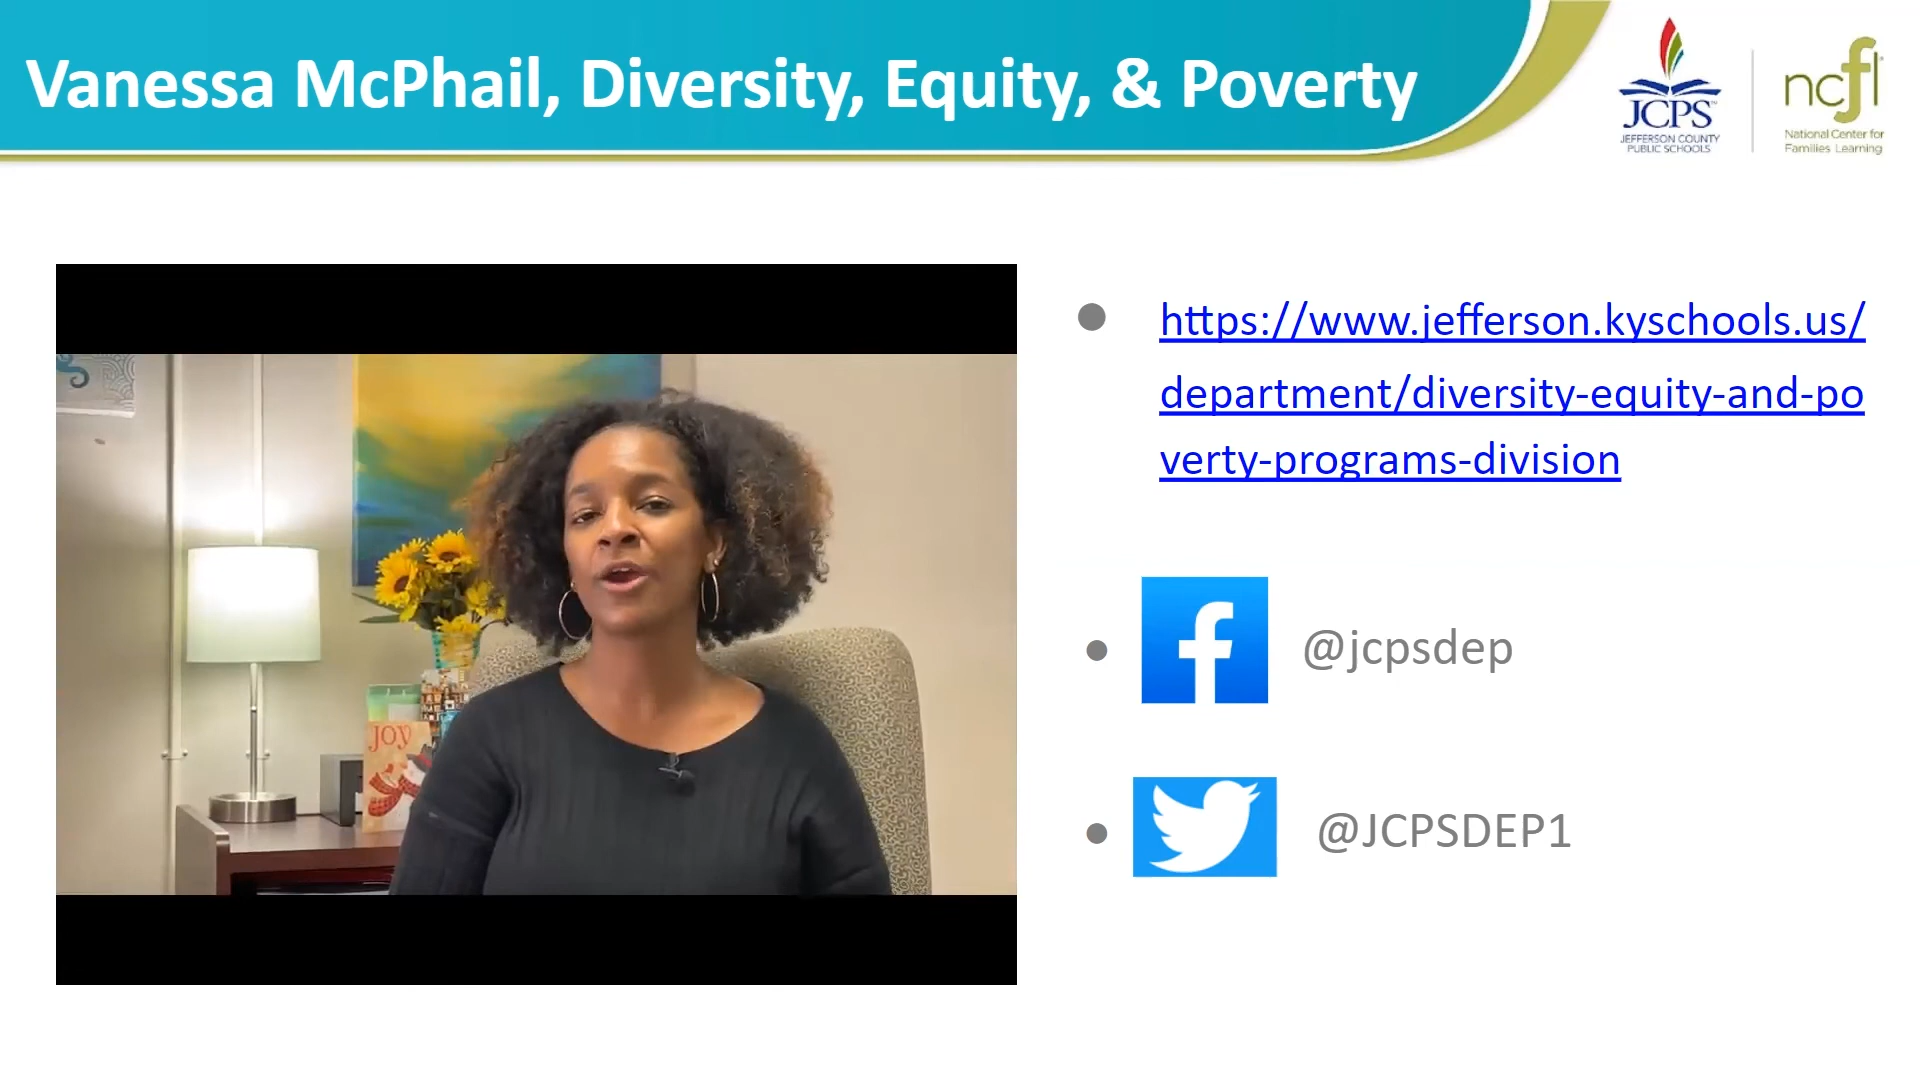 Vanessa McPhail, Diversity, Equity, & Poverty
JCPS
JEFFERSON COUNTY
PUBLIC SCHOOLS
ncfl
National Center for
Families Learning
https://www.jefferson.kyschools.us/
department/diversity-equity-and-po
verty-programs-division
@jcpsdep
@JCPSDEP1
JOY